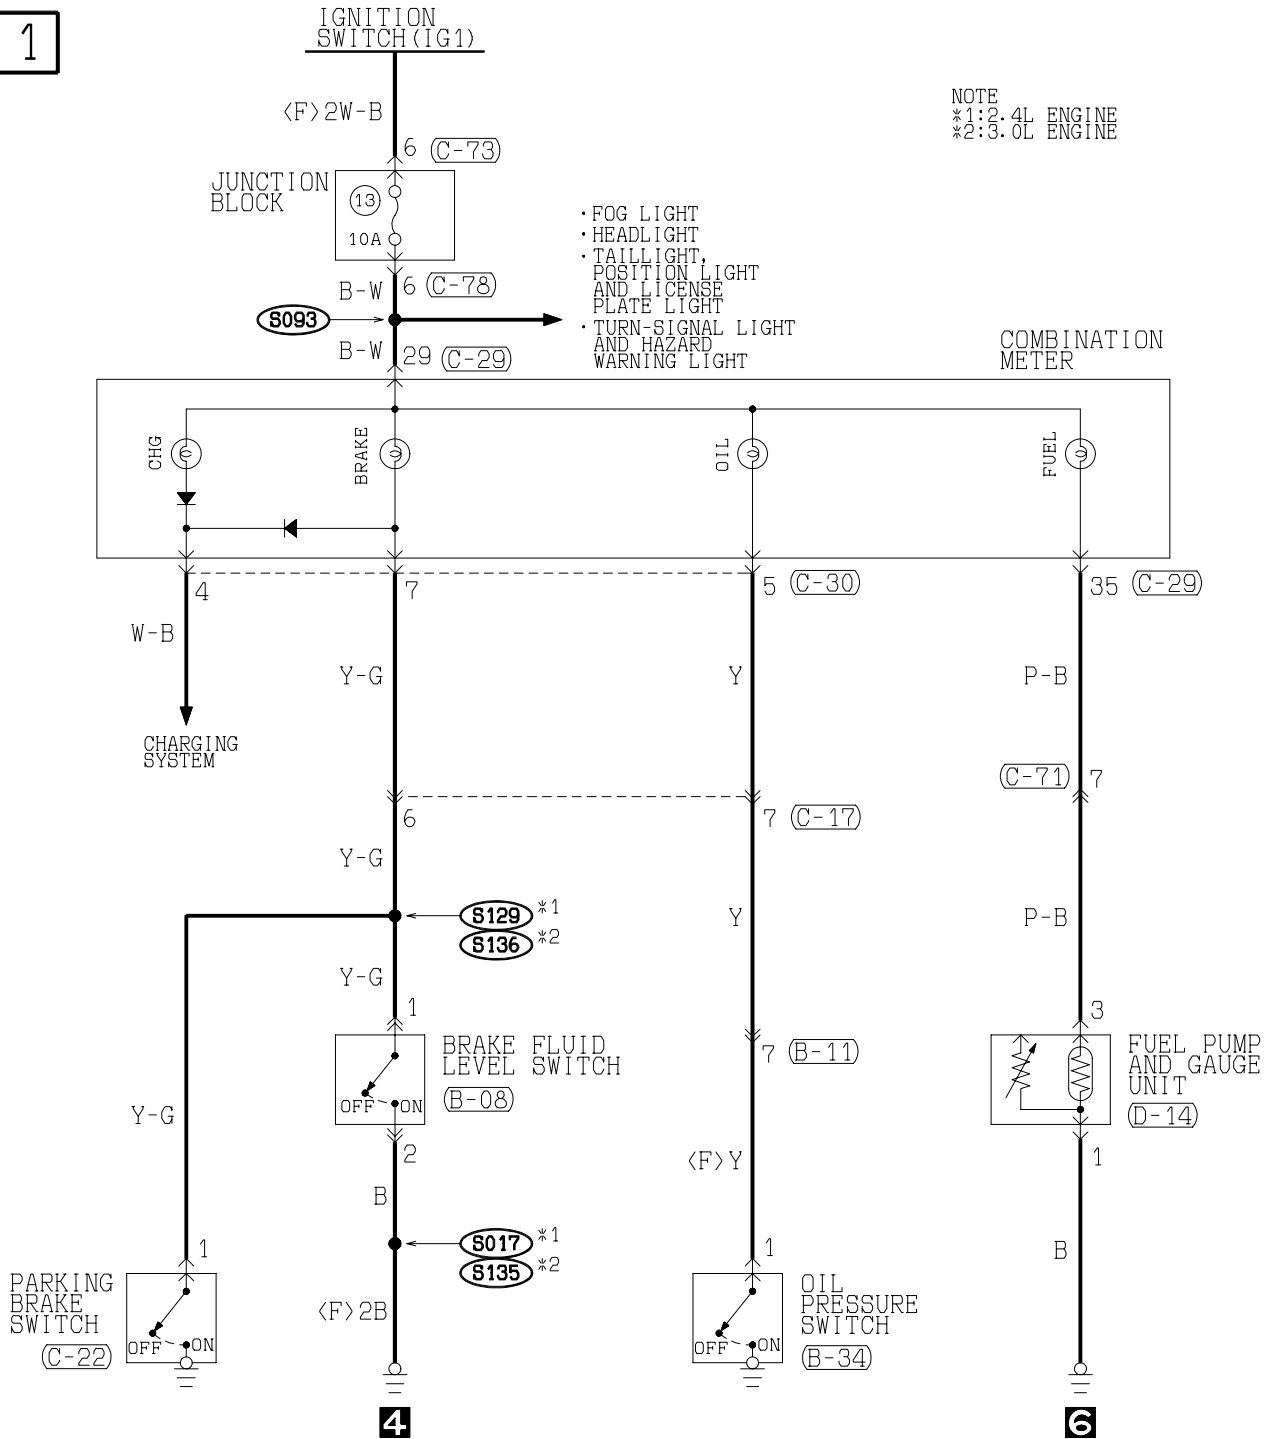 1
IGNITION
SWITCH(IG1)
<F>2W-B
6 (C-73)
NOTE
*1:2.4L ENGINE
*2:3.0L ENGINE
JUNCTION
BLOCK
13
10A
B-W
6 (C-78)
S093
B-W
29 (C-29)
·FOG LIGHT
·HEADLIGHT
·TAILLIGHT,
POSITION LIGHT
AND LICENSE
PLATE LIGHT
·TURN-SIGNAL LIGHT
AND HAZARD
WARNING LIGHT
COMBINATION
METER
CHG
BRAKE
OIL
FUEL
4
7
5 (C-30)
35 (C-29)
W-B
Y-G
Y
P-B
CHARGING
SYSTEM
(C-71) 7
6
7 (C-17)
Y-G
S129 *1
S136 *2
Y
P-B
Y-G
1
BRAKE FLUID
LEVEL SWITCH
(B-08)
OFF ON
7 (B-11)
3
FUEL PUMP
AND GAUGE
UNIT
(D-14)
Y-G
2
<F>Y
1
B
S017 *1
S135 *2
B
1
PARKING
BRAKE
SWITCH
(C-22)
OFF ON
<F>2B
1
OIL
PRESSURE
SWITCH
(B-34)
OFF ON
4
6